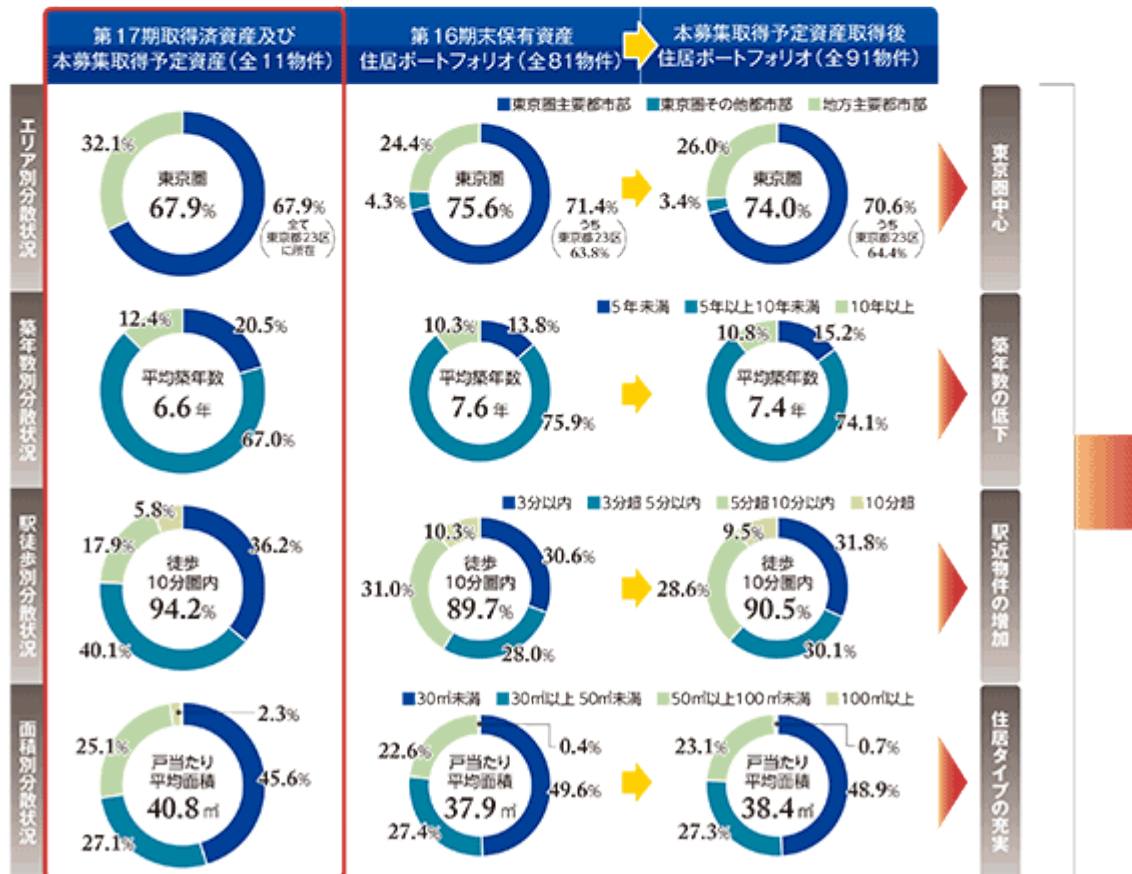 第17期取得済資産及び
本募集取得予定資産(全11物件)
第16期末保有資産
住居ポートフォリオ(全81物件)
本募集取得予定資産取得後
住居ポートフォリオ(全91物件)
エリア別分散状況
■東京圏主要都市部 ■東京圏その他都市部 ■地方主要都市部
32.1%
東京圏
67.9%
67.9%
(全て
東京都23区
に所在)
24.4%
4.3%
東京圏
75.6%
71.4%
(うち
東京都23区
63.8%)
26.0%
3.4%
東京圏
74.0%
70.6%
(うち
東京都23区
64.4%)
東京圏中心
築年数別分散状況
■5年未満 ■5年以上10年未満 ■10年以上
12.4%
20.5%
平均築年数
6.6年
67.0%
10.3%
13.8%
平均築年数
7.6年
75.9%
10.8%
15.2%
平均築年数
7.4年
74.1%
築年数の低下
駅徒歩別分散状況
■3分以内 ■3分超 5分以内 ■5分超10分以内 ■10分超
5.8%
17.9%
36.2%
徒歩
10分圏内
94.2%
40.1%
10.3%
30.6%
31.0%
徒歩
10分圏内
89.7%
28.0%
9.5%
31.8%
28.6%
徒歩
10分圏内
90.5%
30.1%
駅近物件の増加
面積別分散状況
■30㎡未満 ■30㎡以上 50㎡未満 ■50㎡以上100㎡未満 ■100㎡以上
2.3%
25.1%
戸当たり
平均面積
40.8㎡
45.6%
27.1%
0.4%
22.6%
戸当たり
平均面積
37.9㎡
49.6%
27.4%
0.7%
23.1%
戸当たり
平均面積
38.4㎡
48.9%
27.3%
住居タイプの充実